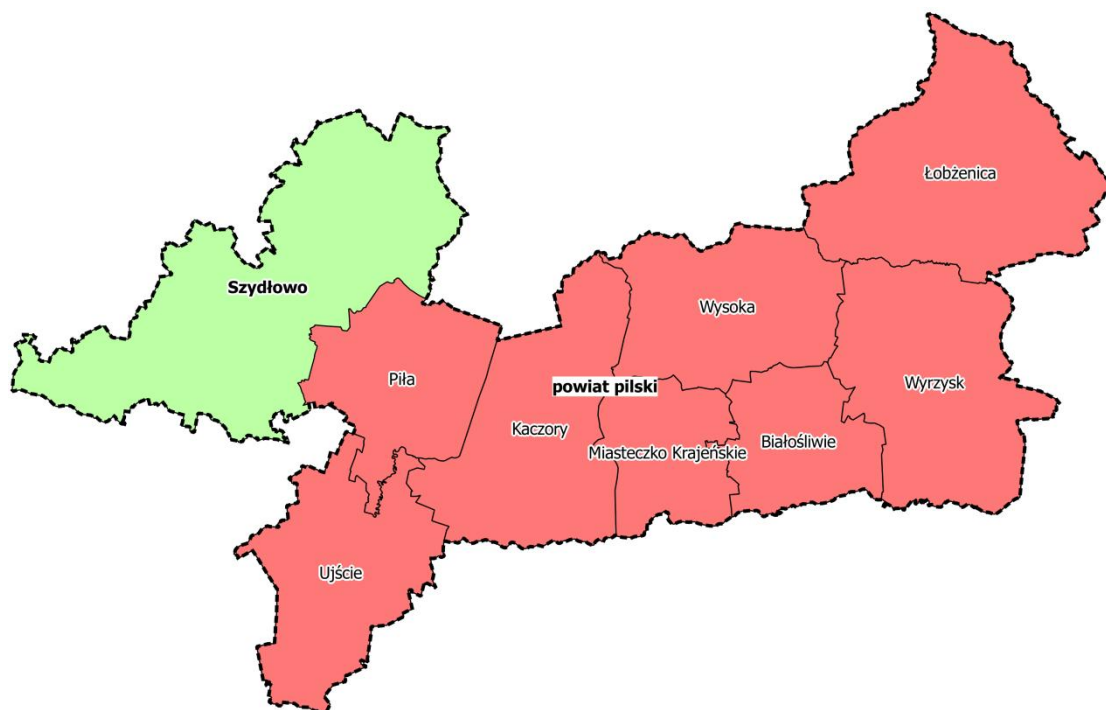 Łobżenica
Szydłowo
Wysoka
Piła
powiat pilski
Wyrzysk
Kaczory
Białośliwie
Miasteczko Krajeńskie
Ujście